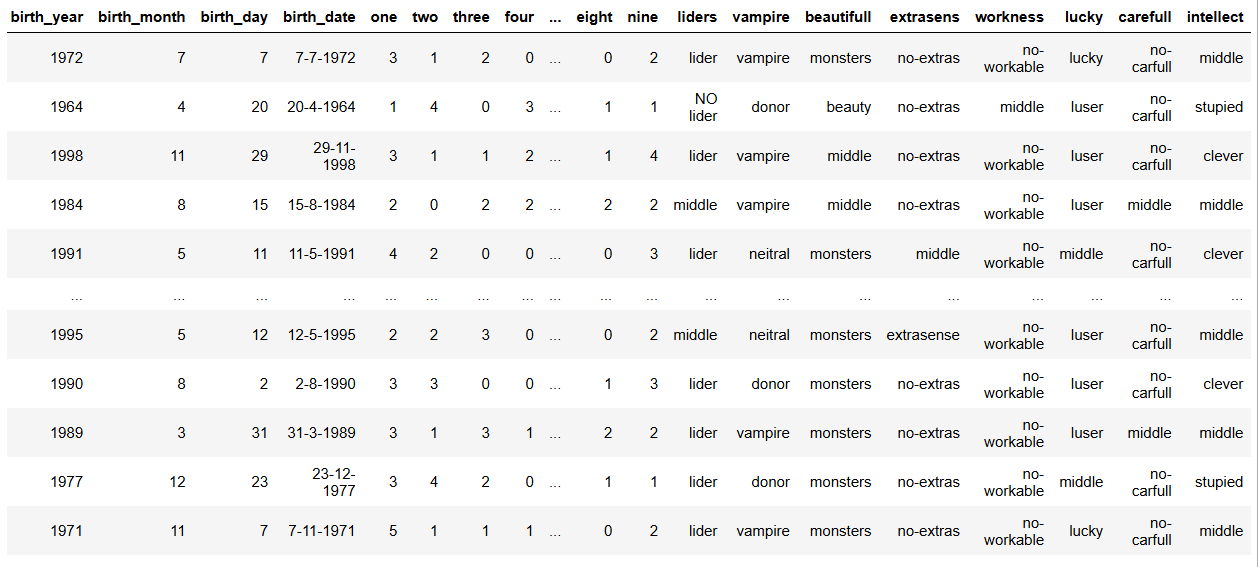 birth_year birth_month birth_day birth_date one two three four ... eight nine liders vampire beautifull extrasens workness lucky carefull intellect
1972 7 7 7-7-1972 3 1 2 0 ... 0 2 lider vampire monsters no-extras no-workable lucky no-carfull middle
1964 4 20 20-4-1964 1 4 0 3 ... 1 1 NO lider donor beauty no-extras middle luser no-carfull stupied
1998 11 29 29-11-1998 3 1 1 2 ... 1 4 lider vampire middle no-extras no-workable luser no-carfull clever
1984 8 15 15-8-1984 2 0 2 2 ... 2 2 middle vampire middle no-extras no-workable luser middle middle
1991 5 11 11-5-1991 4 2 0 0 ... 0 3 lider neitral monsters middle no-workable middle no-carfull clever
... ... ... ... ... ... ... ... ... ... ... ... ... ... ... ... ... ... ...
1995 5 12 12-5-1995 2 2 3 0 ... 0 2 middle neitral monsters extrasense no-workable luser no-carfull middle
1990 8 2 2-8-1990 3 3 0 0 ... 1 3 lider donor monsters no-extras no-workable luser no-carfull clever
1989 3 31 31-3-1989 3 1 3 1 ... 2 2 lider vampire monsters no-extras no-workable luser middle middle
1977 12 23 23-12-1977 3 4 2 0 ... 1 1 lider donor monsters no-extras no-workable middle no-carfull stupied
1971 11 7 7-11-1971 5 1 1 1 ... 0 2 lider vampire monsters no-extras no-workable lucky no-carfull middle